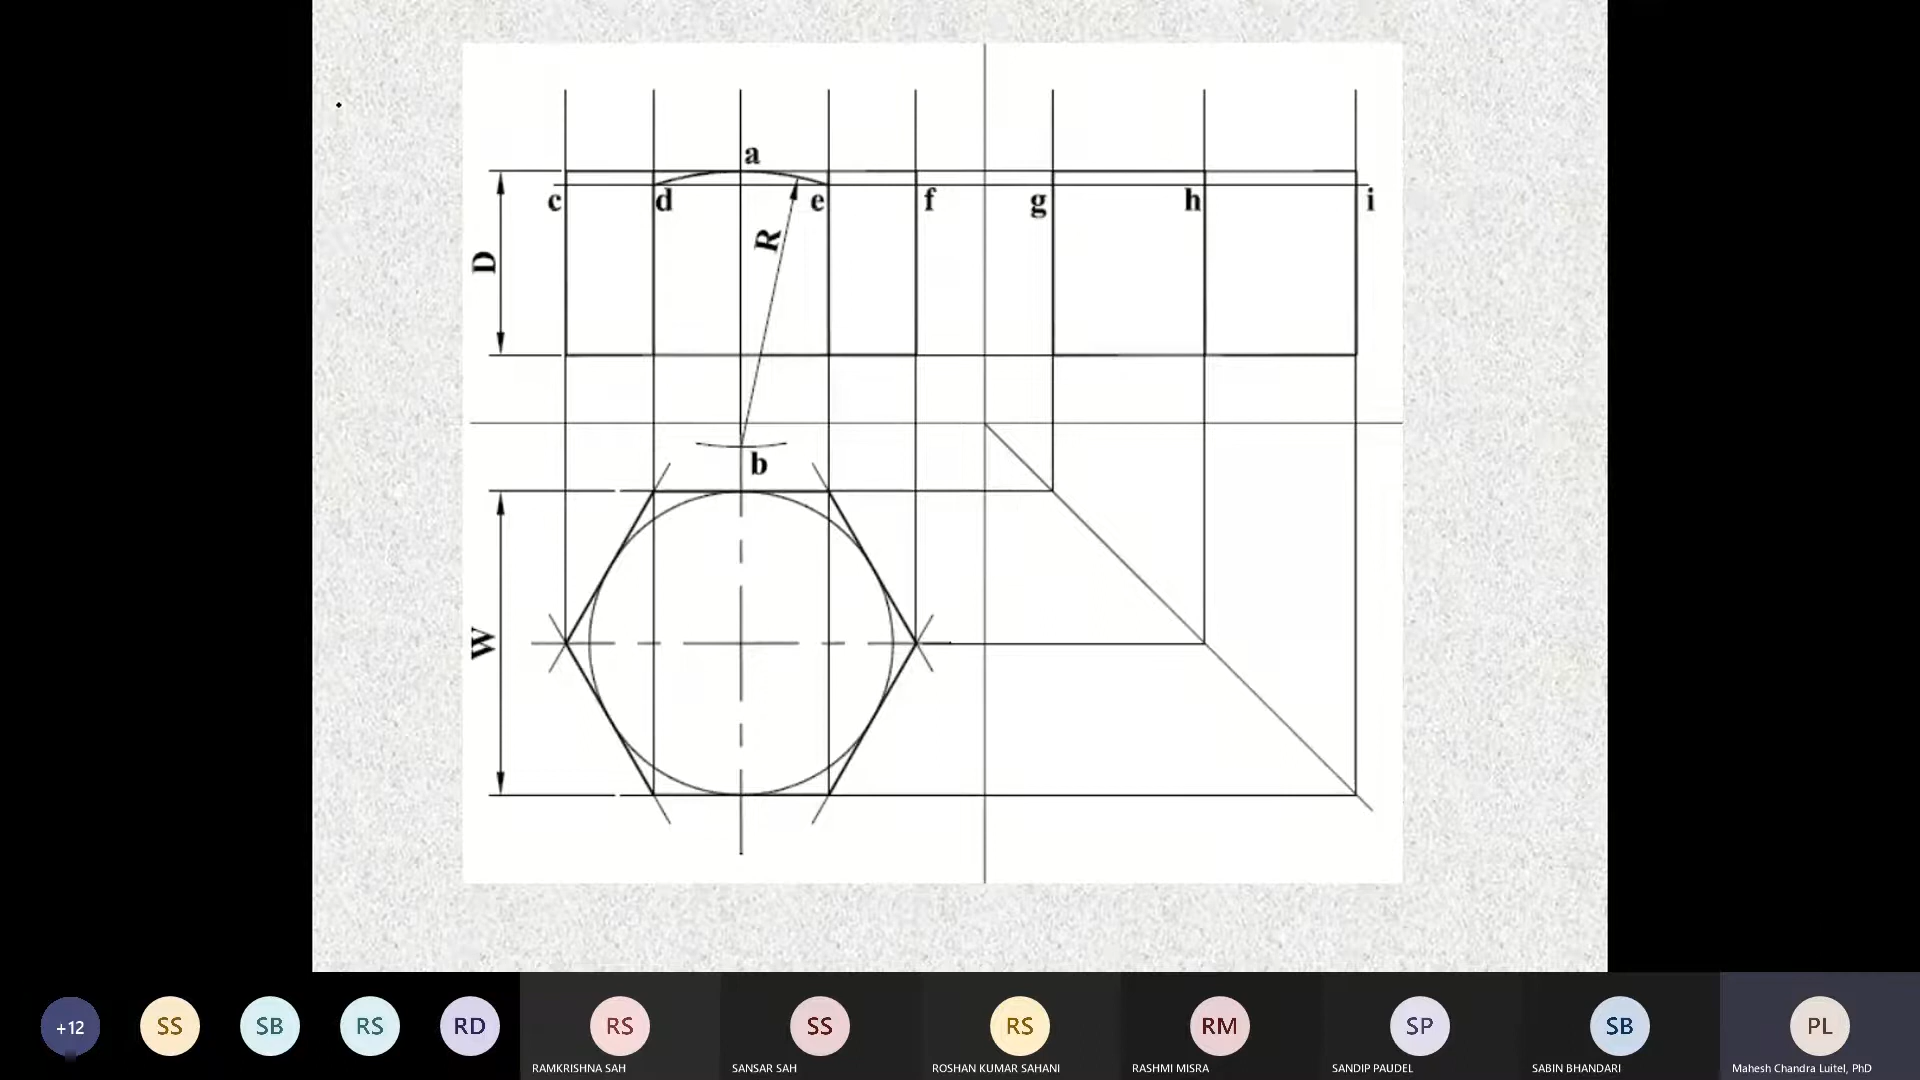 a
c d e f g h i
R
D
b
W
+12 SS SB RS RD RS SS RS RM SP SB PL
RAMKRISHNA SAH SANSAR SAH ROSHAN KUMAR SAHANI RASHMI MISRA SANDIP PAUDEL SABIN BHANDARI Mahesh Chandra Luitel, PhD